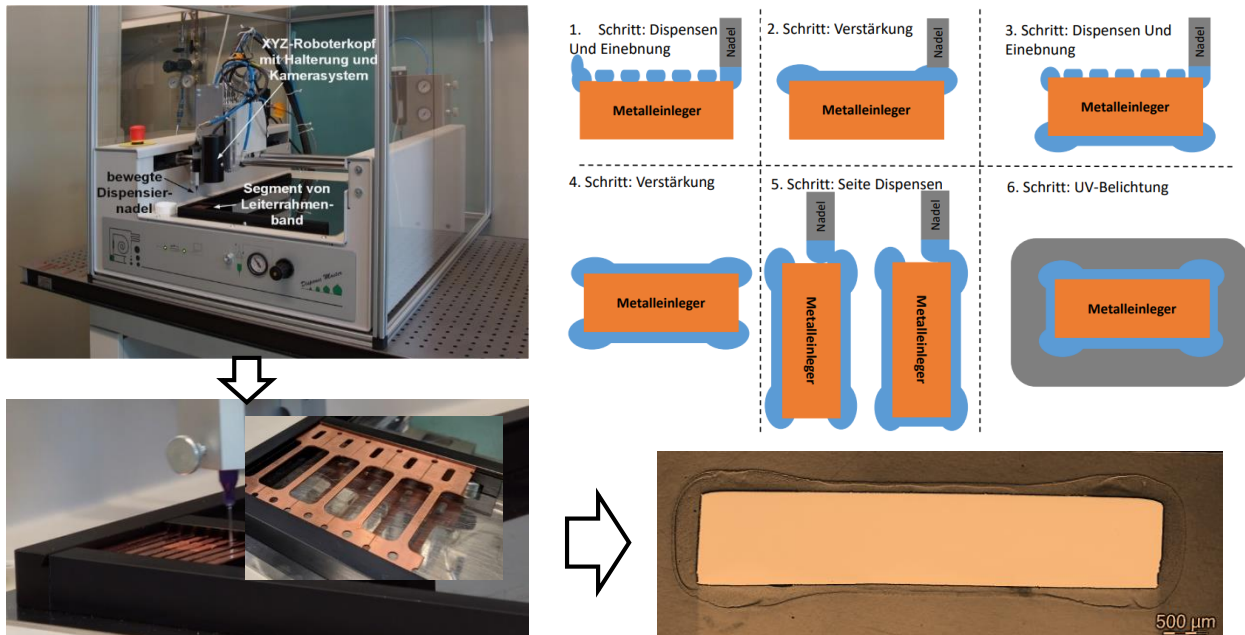 XYZ-Roboterkopf
mit Halterung und
Kamerasystem
bewegte
Dispensier-
nadel
Segment von
Leiterrahmen-
band
Dispense Master
1. Schritt: Dispensen
Und Einebnung
Nadel
Metalleinleger
2. Schritt: Verstärkung
Nadel
Metalleinleger
3. Schritt: Dispensen Und
Einebnung
Nadel
Metalleinleger
4. Schritt: Verstärkung
Metalleinleger
5. Schritt: Seite Dispensen
Nadel
Nadel
Metalleinleger
Metalleinleger
6. Schritt: UV-Belichtung
Metalleinleger
500 µm